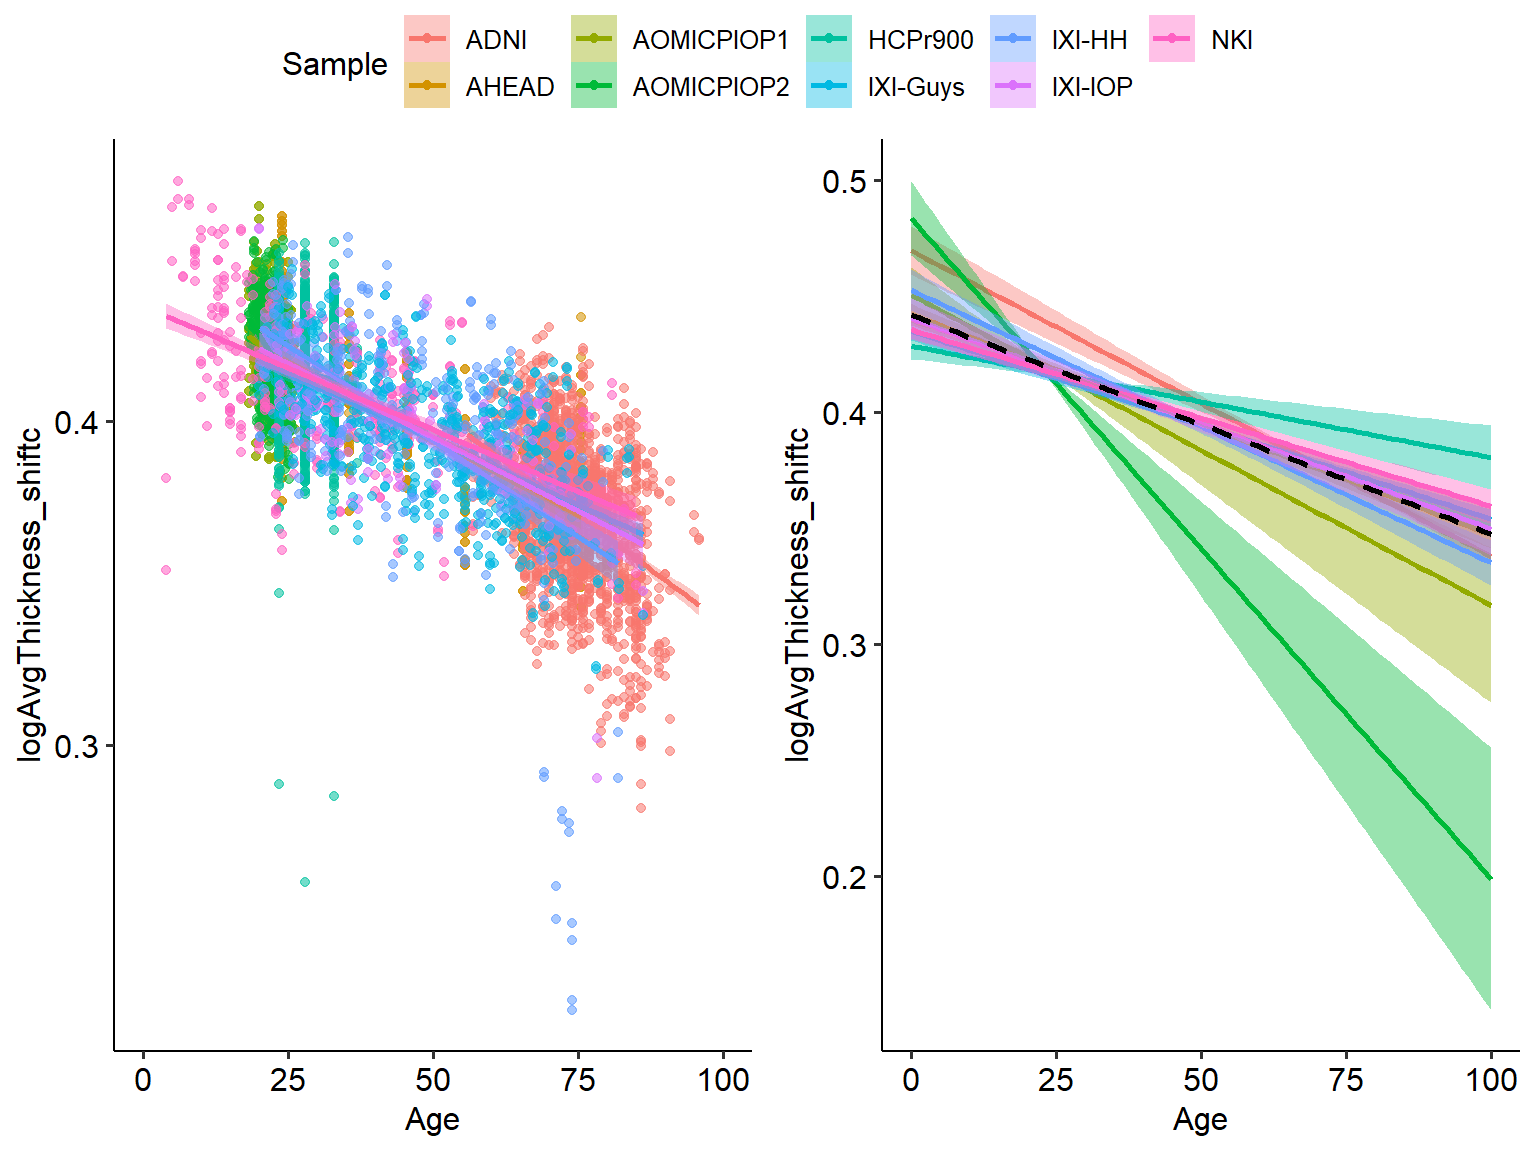 Sample
ADNI
AOMICPIOP1
HCPr900
IXI-HH
NKI
AHEAD
AOMICPIOP2
IXI-Guys
IXI-IOP
logAvgThickness_shiftc
0.4
0.3
0
25
50
75
100
Age
logAvgThickness_shiftc
0.5
0.4
0.3
0.2
0
25
50
75
100
Age